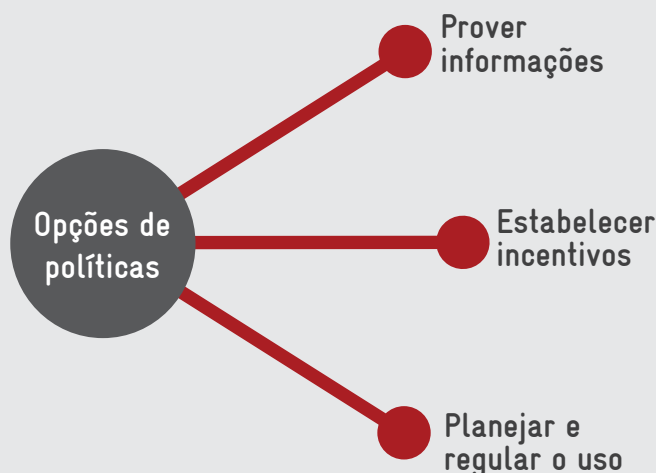 Prover
informações
Opções de
políticas
Estabelecer
incentivos
Planejar e
regular o uso